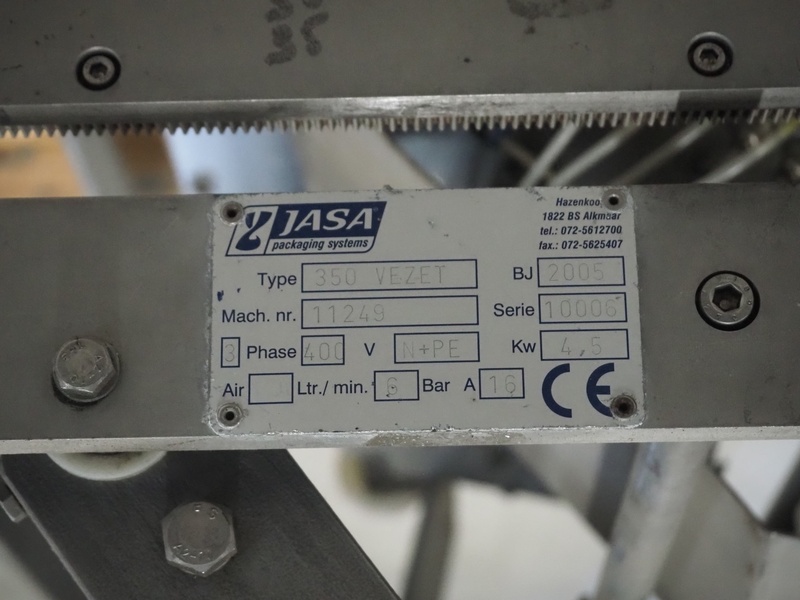 JASA
packaging systems
1822 BS Alkmaar
tel.: 072-5612700
fax.: 072-5625407
Type 350 VEZET BJ 2005
Mach. nr. 11249 Serie 10006
3 Phase 400 V N+PE Kw 4,5
Air Ltr./ min. 6 Bar A 16
CE